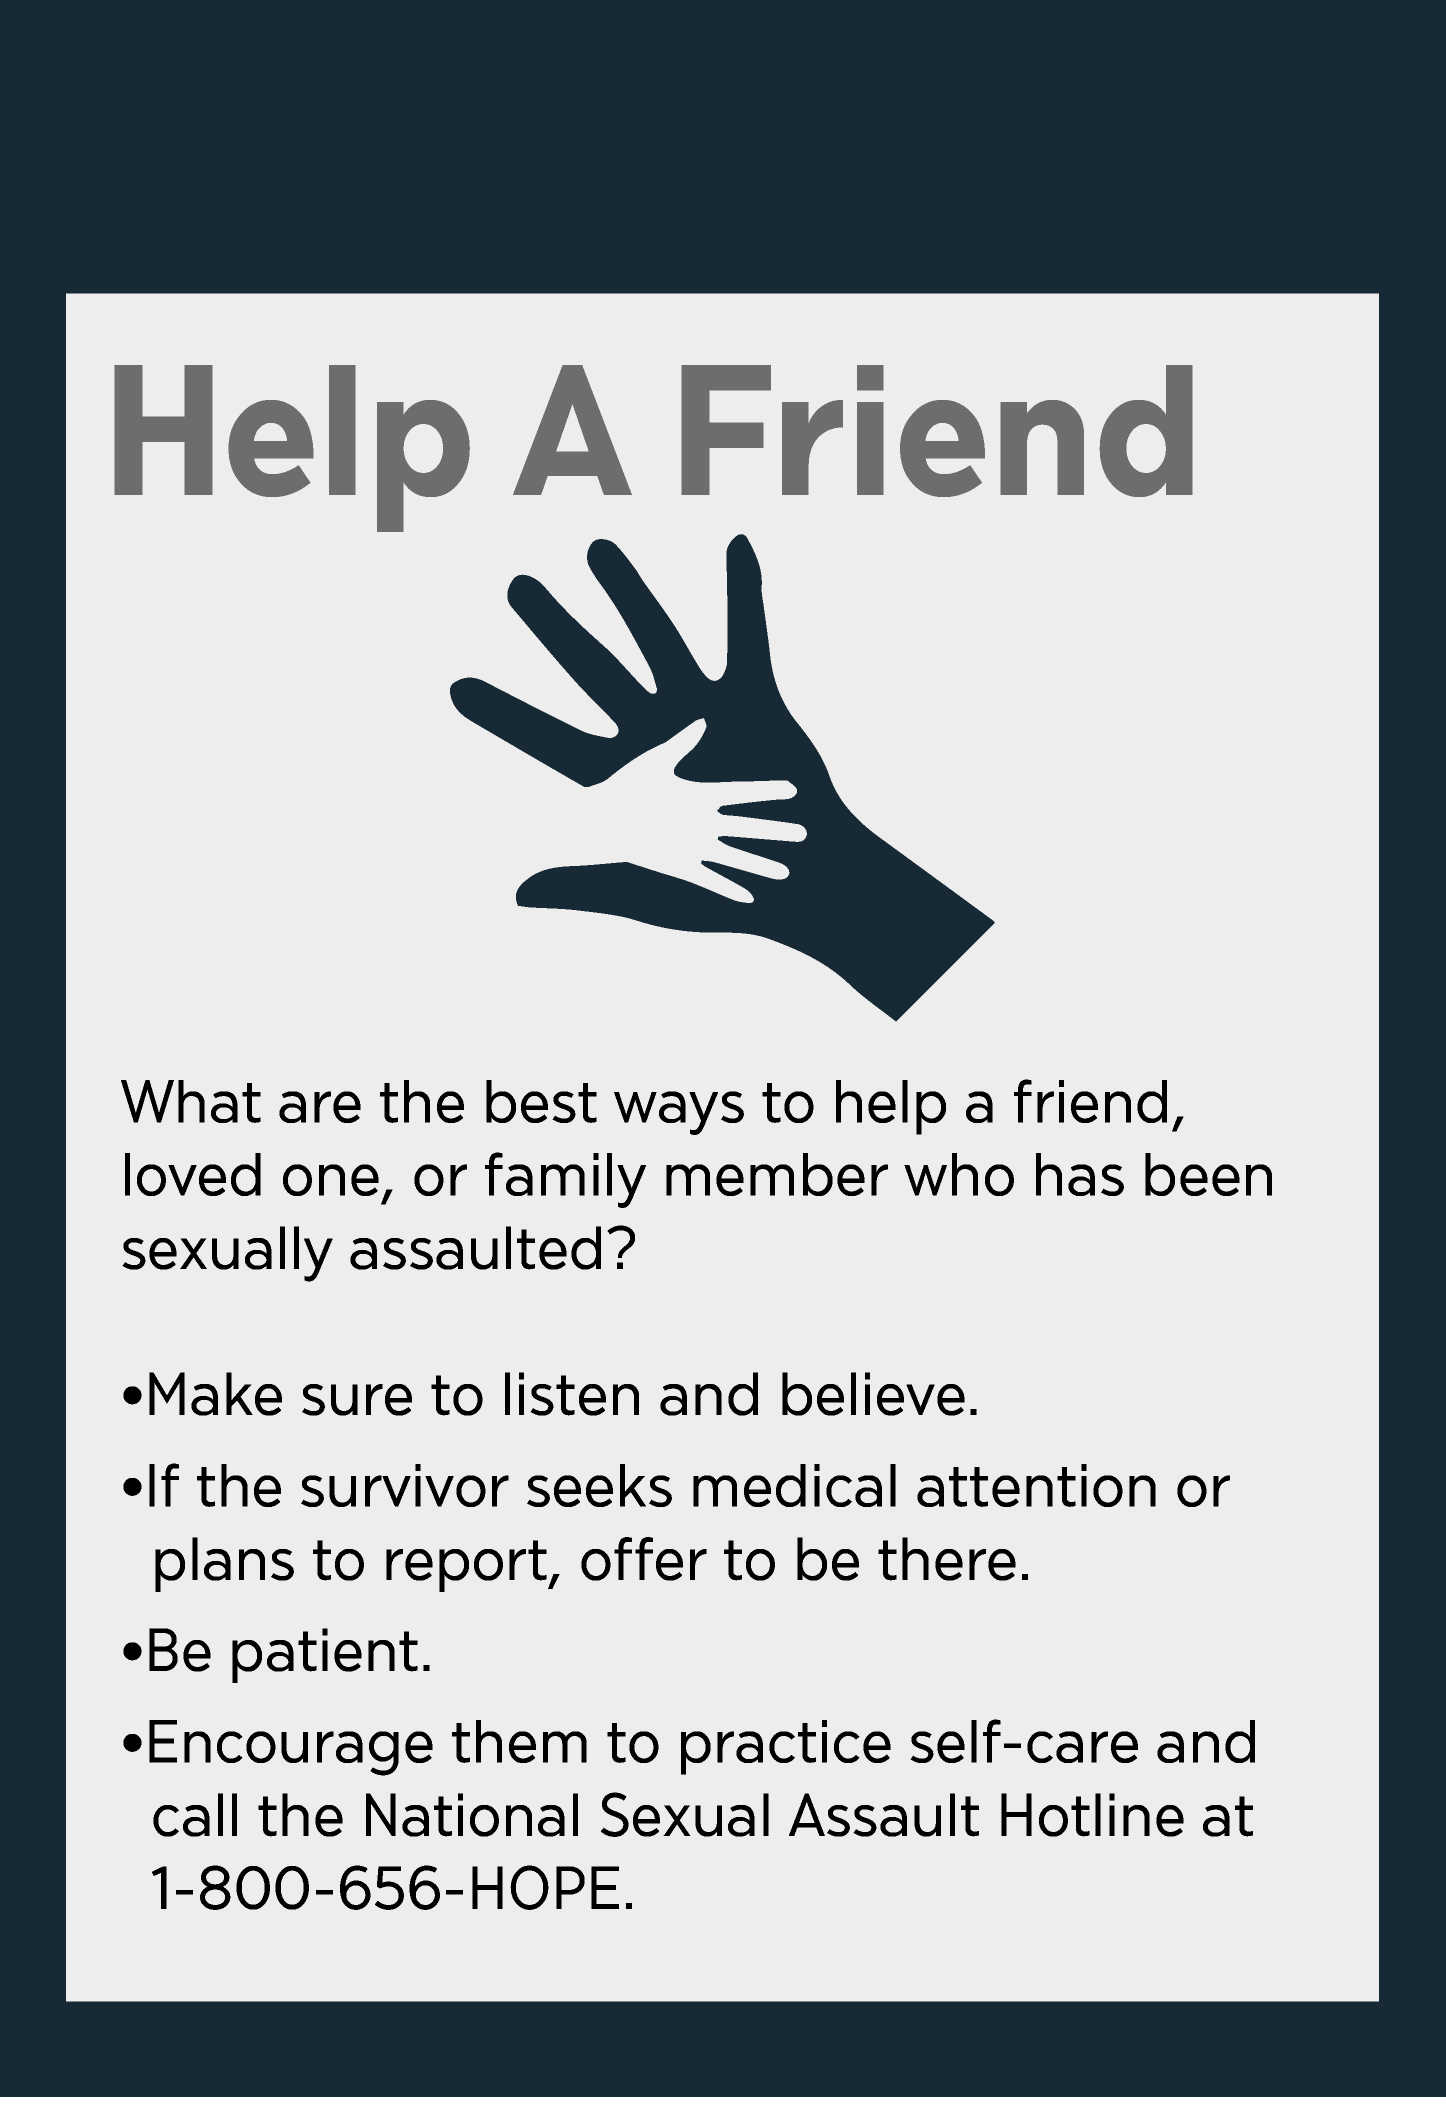 Help A Friend
What are the best ways to help a friend,
loved one, or family member who has been
sexually assaulted?
•Make sure to listen and believe.
•If the survivor seeks medical attention or
plans to report, offer to be there.
•Be patient.
•Encourage them to practice self-care and
call the National Sexual Assault Hotline at
1-800-656-HOPE.